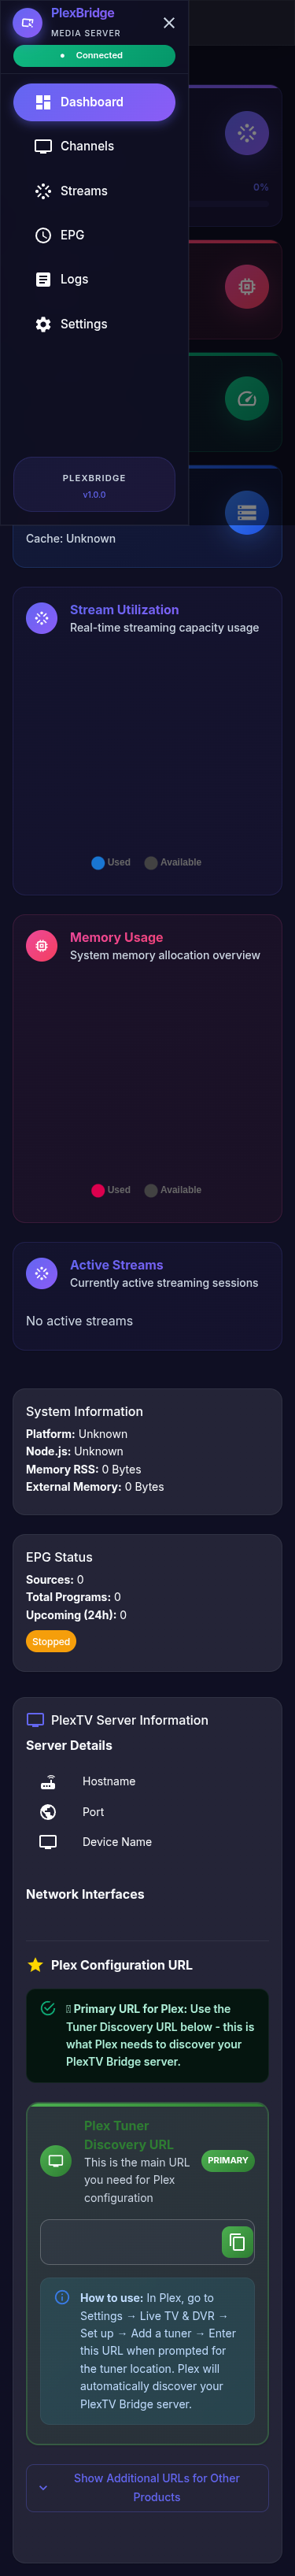 PlexBridge
MEDIA SERVER
Connected
Dashboard
Channels
Streams
EPG
Logs
Settings
PLEXBRIDGE
v1.0.0
0%
Cache: Unknown
Stream Utilization
Real-time streaming capacity usage
Used Available
Memory Usage
System memory allocation overview
Used Available
Active Streams
Currently active streaming sessions
No active streams
System Information
Platform: Unknown
Node.js: Unknown
Memory RSS: 0 Bytes
External Memory: 0 Bytes
EPG Status
Sources: 0
Total Programs: 0
Upcoming (24h): 0
Stopped
PlexTV Server Information
Server Details
Hostname
Port
Device Name
Network Interfaces
Plex Configuration URL
Primary URL for Plex: Use the
Tuner Discovery URL below - this is
what Plex needs to discover your
PlexTV Bridge server.
Plex Tuner
Discovery URL
This is the main URL
you need for Plex
configuration
PRIMARY
How to use: In Plex, go to
Settings → Live TV & DVR →
Set up → Add a tuner → Enter
this URL when prompted for
the tuner location. Plex will
automatically discover your
PlexTV Bridge server.
Show Additional URLs for Other
Products